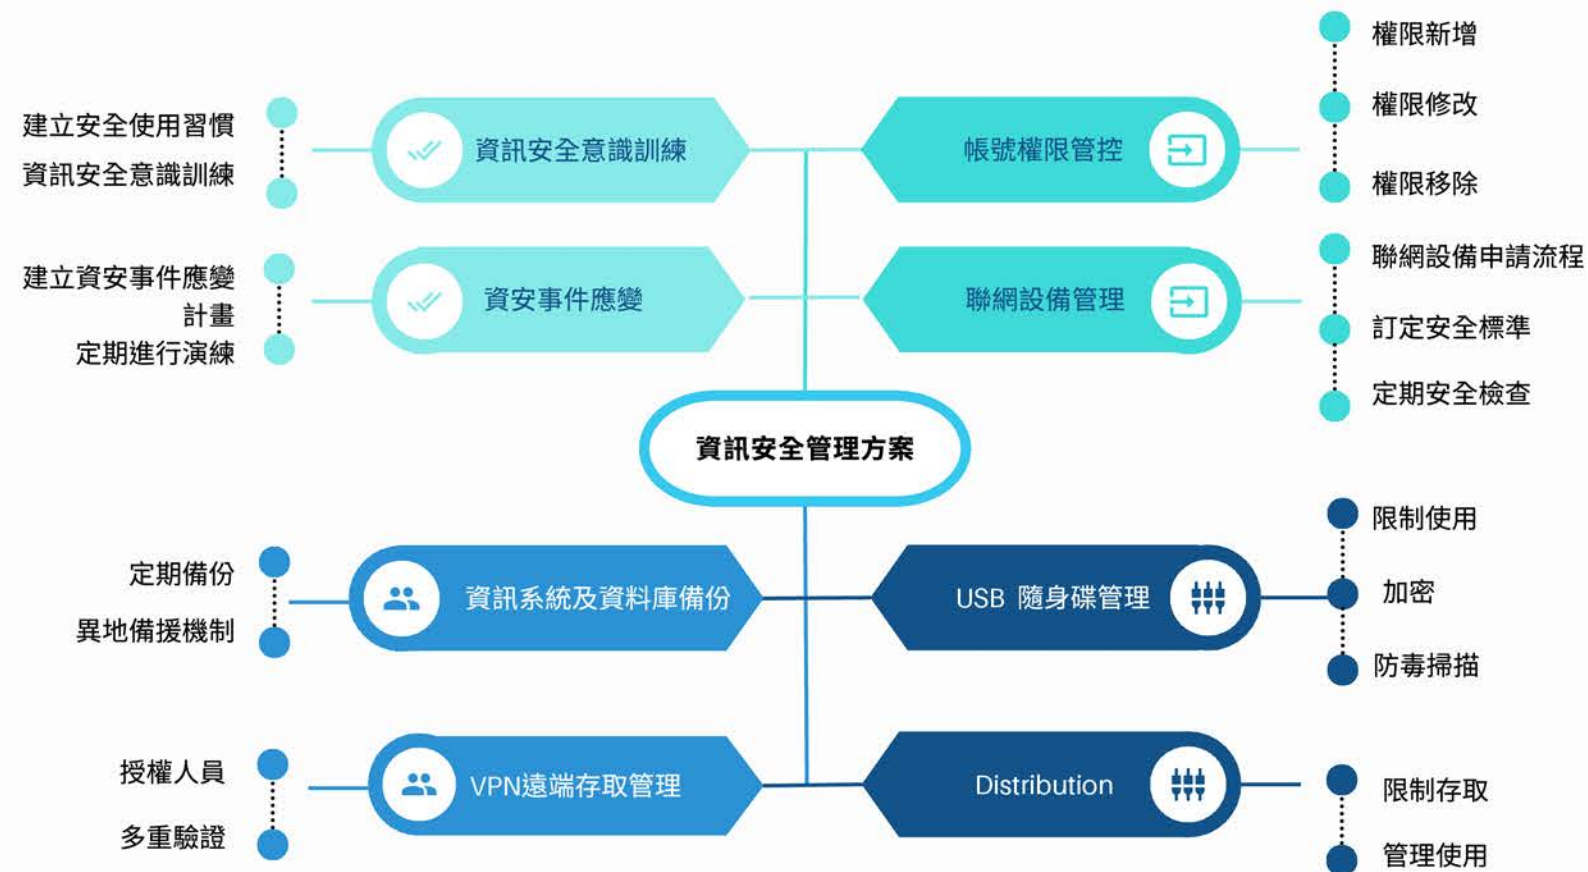 建立安全使用習慣
資訊安全意識訓練
資訊安全意識訓練
帳號權限管控
權限新增
權限修改
權限移除
建立資安事件應變
計畫
定期進行演練
資安事件應變
聯網設備管理
聯網設備申請流程
訂定安全標準
定期安全檢查
資訊安全管理方案
定期備份
異地備援機制
資訊系統及資料庫備份
USB 隨身碟管理
限制使用
加密
防毒掃描
授權人員
多重驗證
VPN遠端存取管理
Distribution
限制存取
管理使用